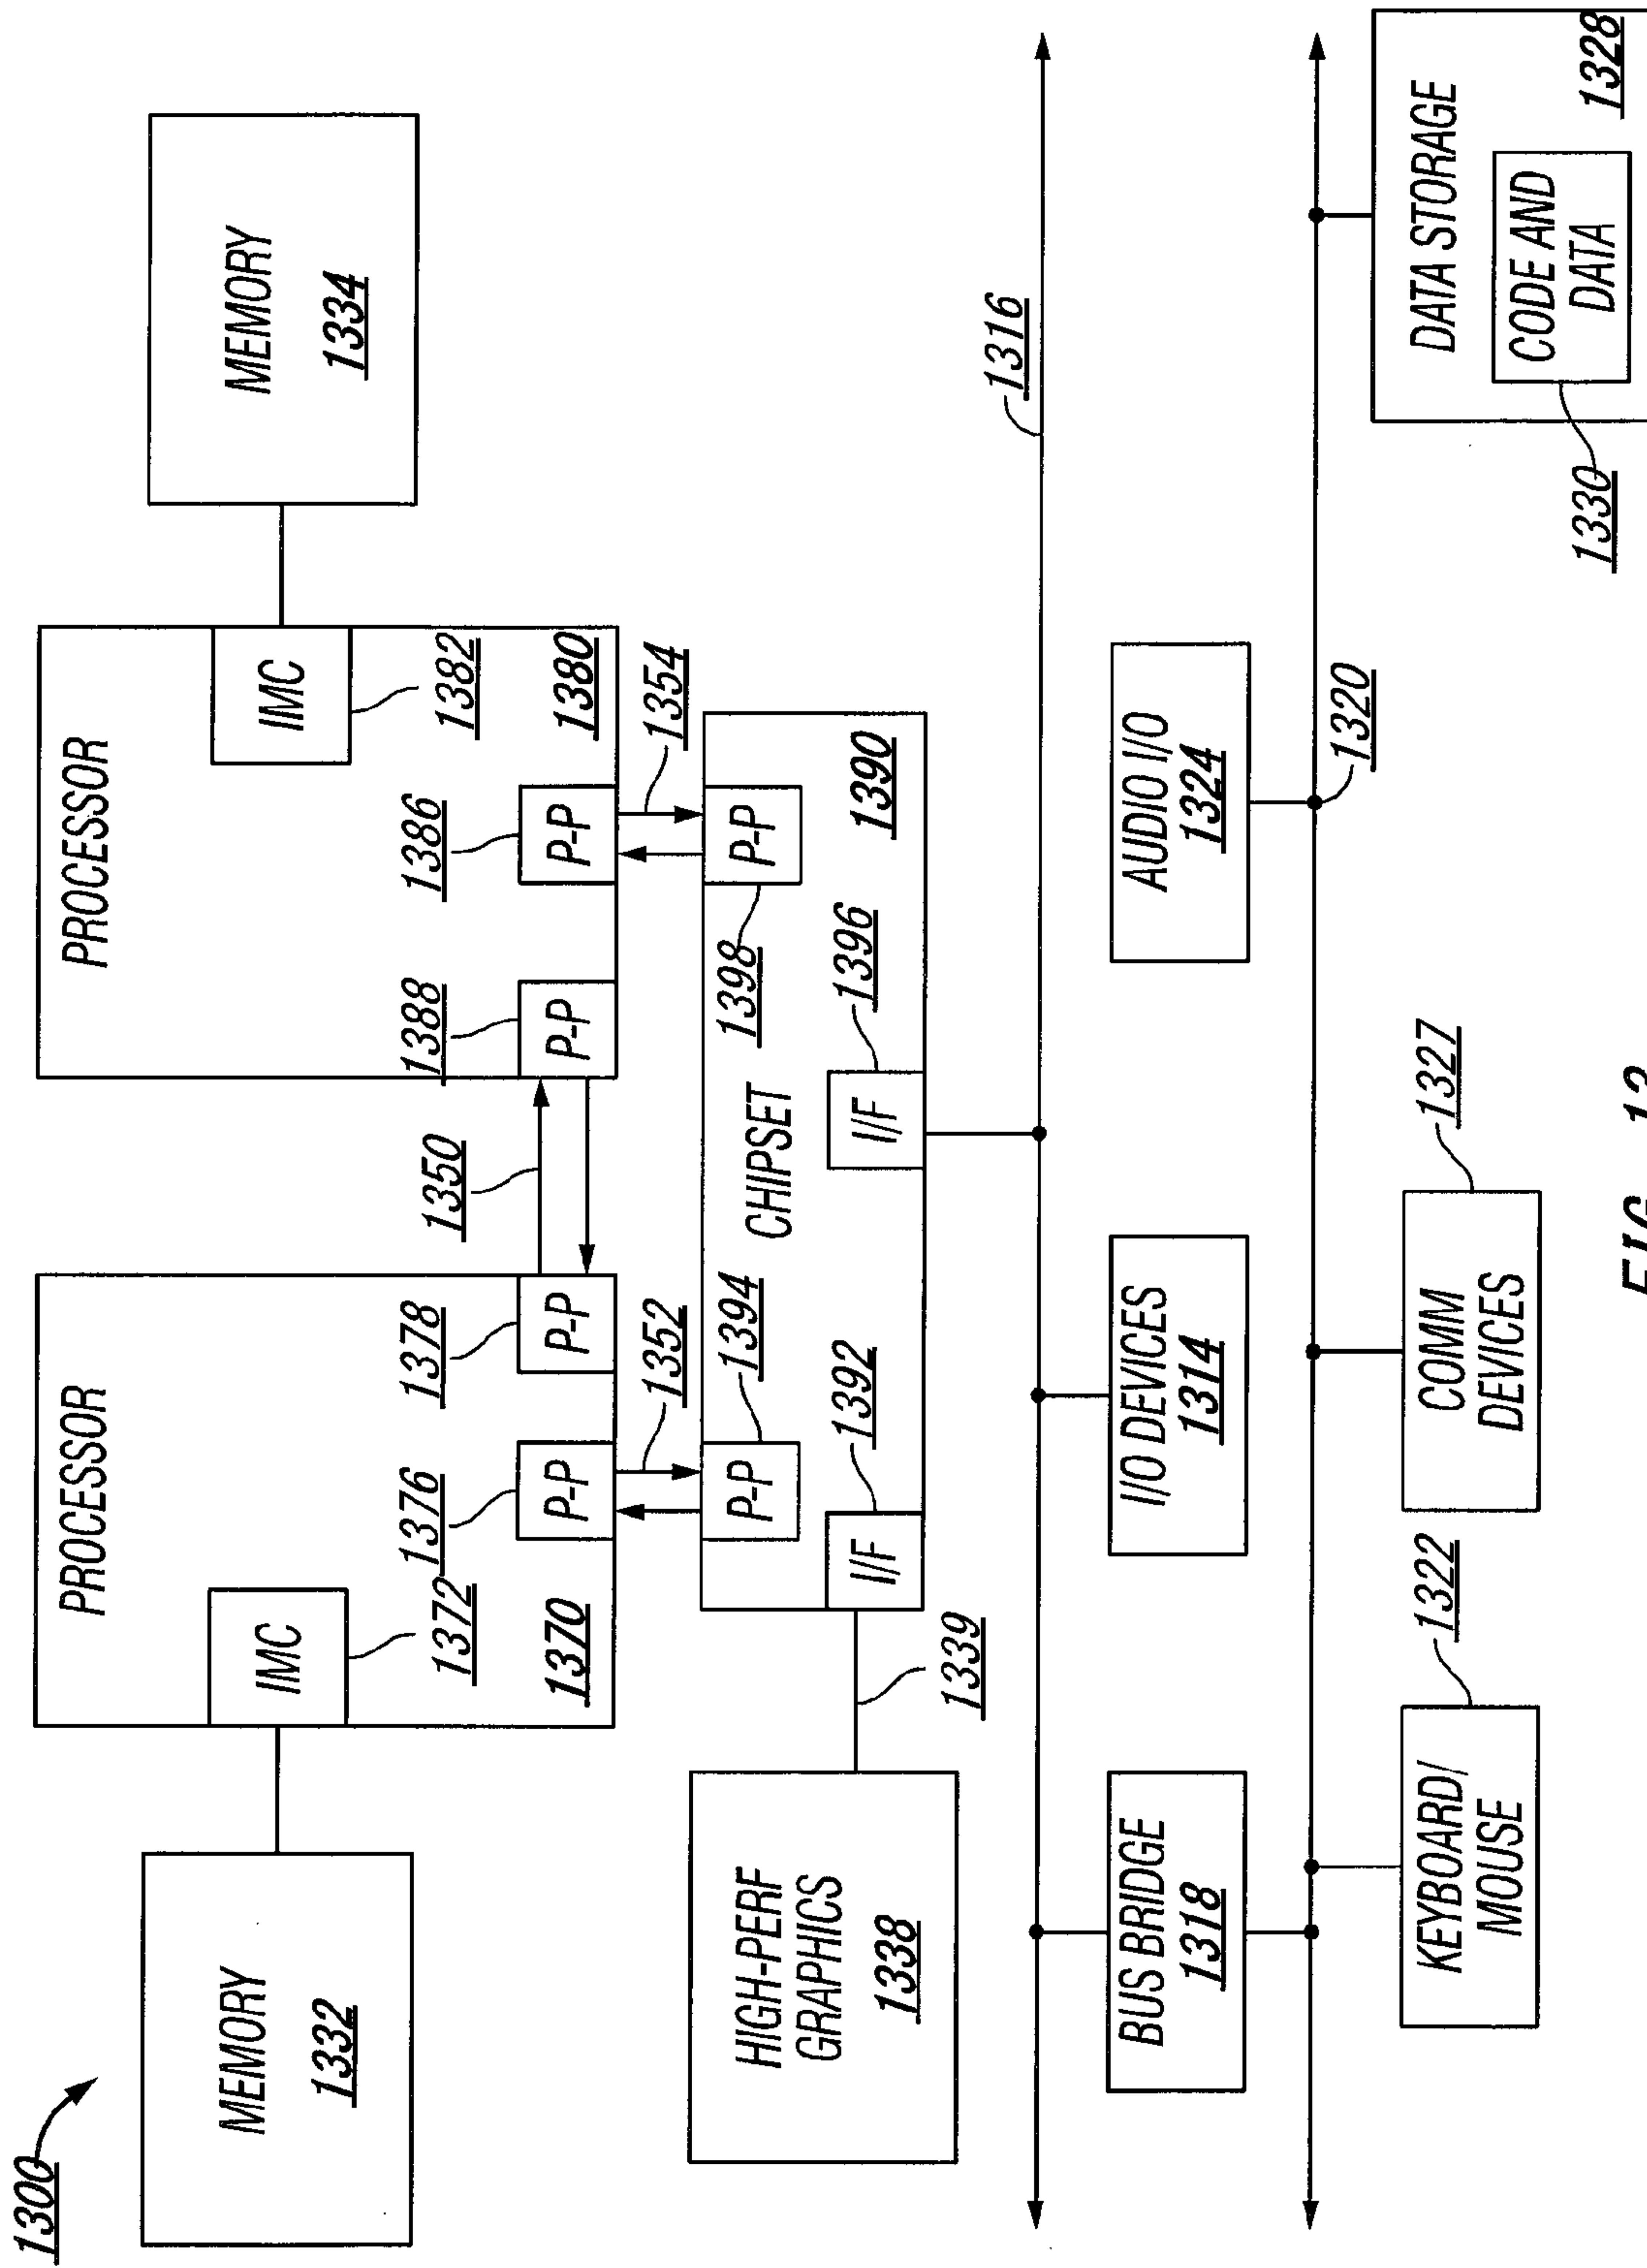 1300
PROCESSOR
PROCESSOR
MEMORY
1332
IMC
IMC
MEMORY
1334
1372
1376
1378
1350
1388
1386
1382
1370
P-P
P-P
P-P
P-P
1380
1352
1354
HIGH-PERF
GRAPHICS
1338
P-P
1394
CHIPSET
1398
P-P
1339
I/F
1392
I/F
1396
1390
1316
BUS BRIDGE
1318
I/O DEVICES
1314
AUDIO I/O
1324
1320
KEYBOARD/
MOUSE
1322
COMM
DEVICES
1327
DATA STORAGE
CODE AND
DATA
1330
1328
FIG. 13